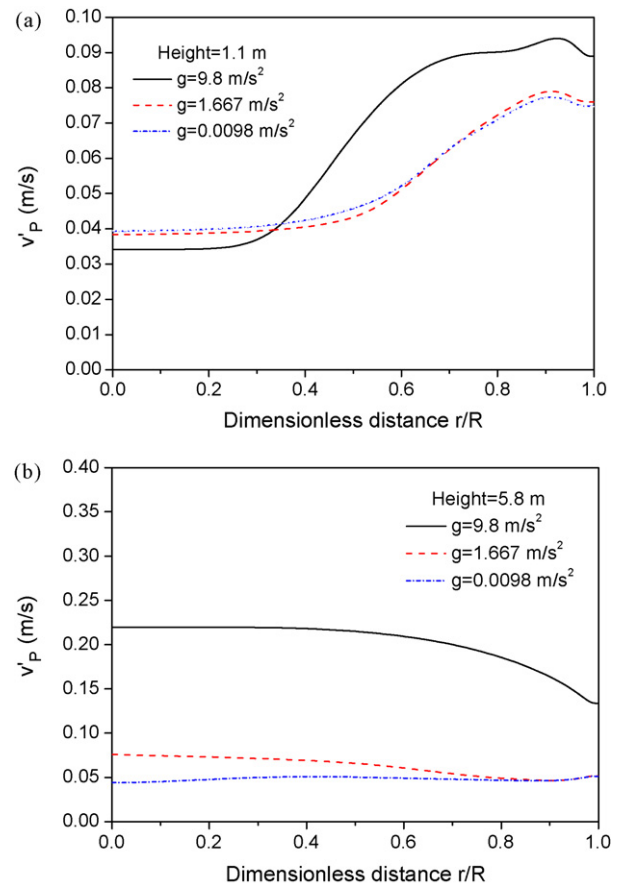 (a)
0.10
0.09
0.08
0.07
0.06
0.05
0.04
0.03
0.02
0.01
0.00
v'P (m/s)
Height=1.1 m
g=9.8 m/s²
g=1.667 m/s²
g=0.0098 m/s²
0.0 0.2 0.4 0.6 0.8 1.0
Dimensionless distance r/R
(b)
0.40
0.35
0.30
0.25
0.20
0.15
0.10
0.05
0.00
v'P (m/s)
Height=5.8 m
g=9.8 m/s²
g=1.667 m/s²
g=0.0098 m/s²
0.0 0.2 0.4 0.6 0.8 1.0
Dimensionless distance r/R